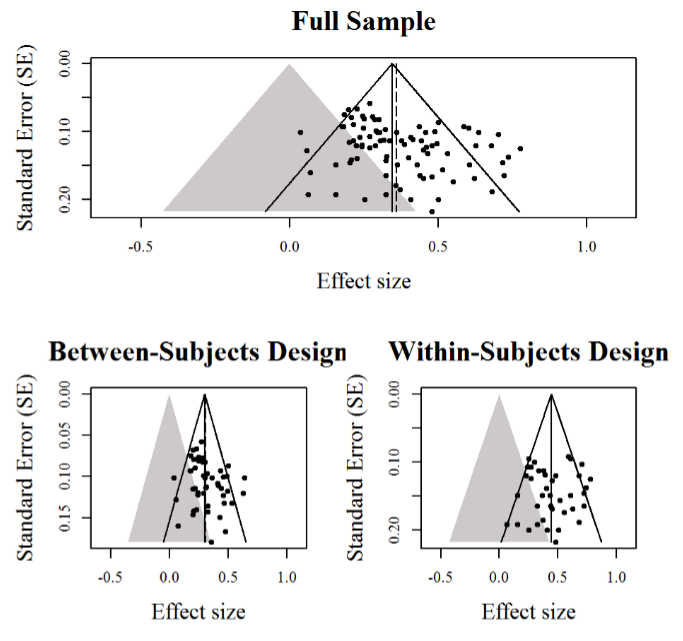 Full Sample
Standard Error (SE)
0.00
0.10
0.20
-0.5
0.0
0.5
1.0
Effect size
Between-Subjects Design
Standard Error (SE)
0.00
0.05
0.10
0.15
-0.5
0.0
0.5
1.0
Effect size
Within-Subjects Design
Standard Error (SE)
0.00
0.10
0.20
-0.5
0.0
0.5
1.0
Effect size